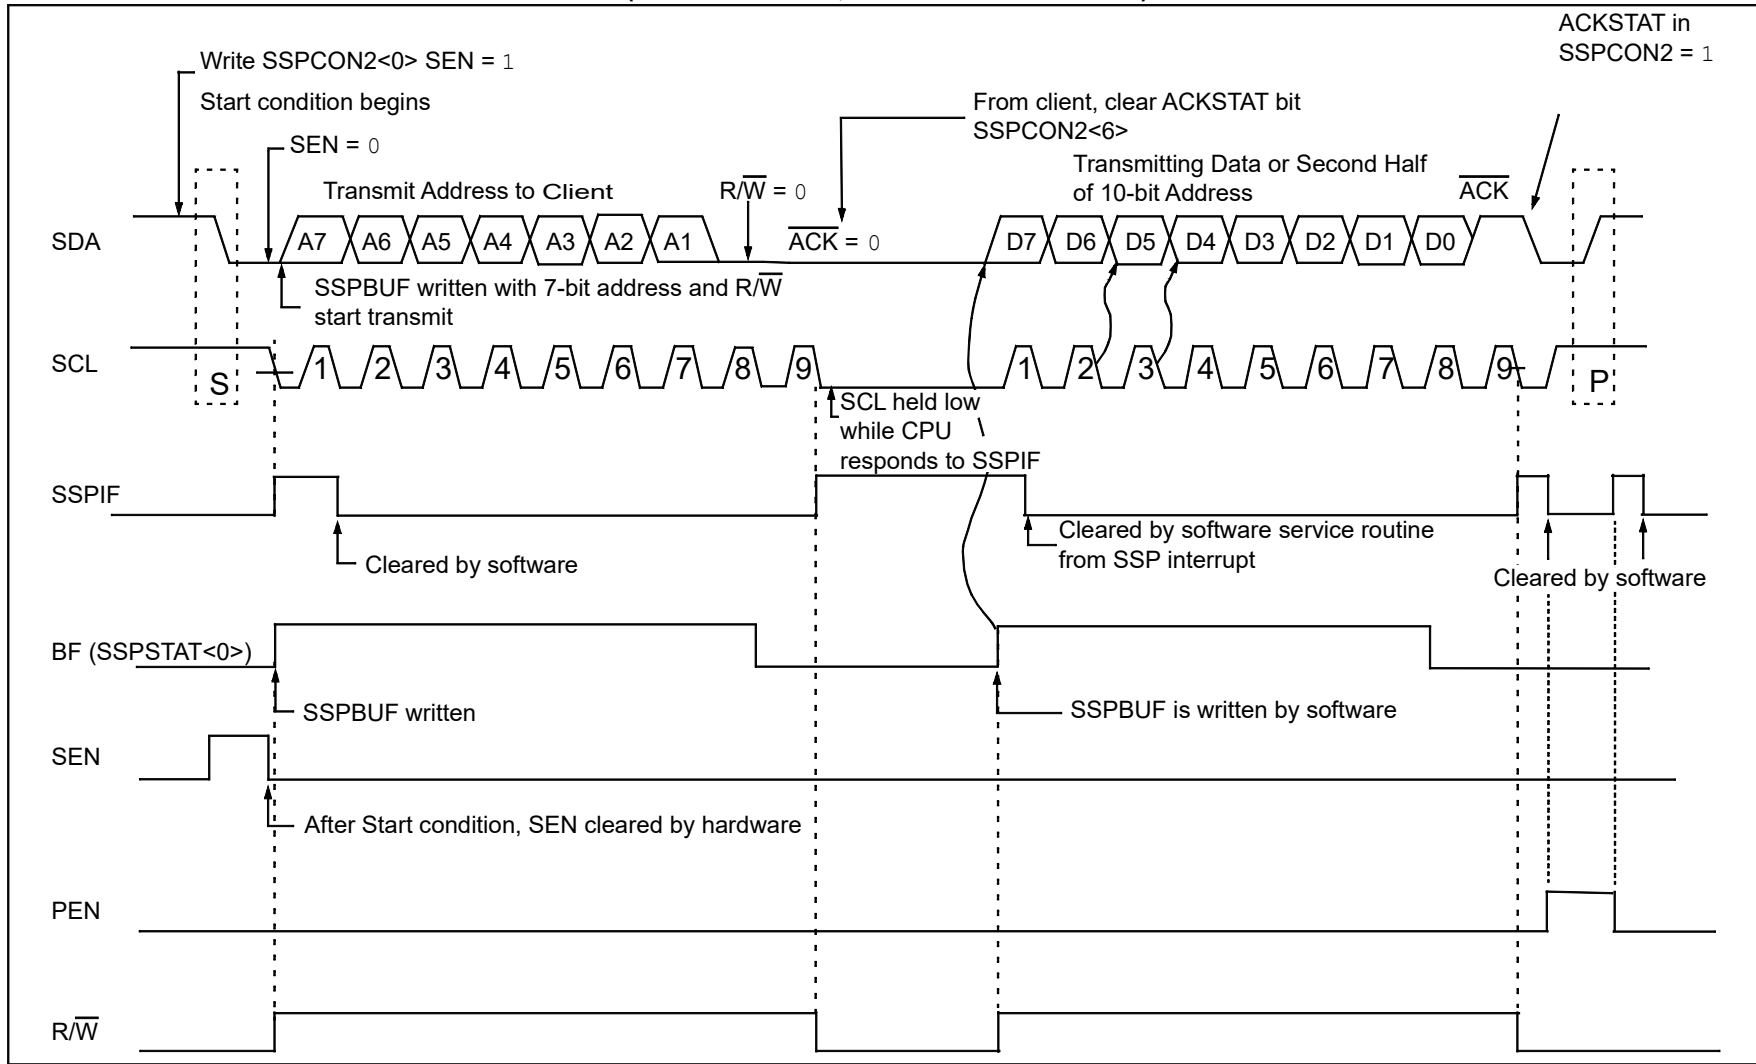 ACKSTAT in
SSPCON2 = 1
Write SSPCON2<0> SEN = 1
Start condition begins
From client, clear ACKSTAT bit
SSPCON2<6>
SEN = 0
Transmitting Data or Second Half
of 10-bit Address
Transmit Address to Client
R/W̅ = 0
A̅C̅K̅
SDA
A7 A6 A5 A4 A3 A2 A1
A̅C̅K̅ = 0
D7 D6 D5 D4 D3 D2 D1 D0
SSPBUF written with 7-bit address and R/W̅
start transmit
SCL
S
1 2 3 4 5 6 7 8 9
1 2 3 4 5 6 7 8 9
P
SCL held low
while CPU
responds to SSPIF
SSPIF
Cleared by software
Cleared by software service routine
from SSP interrupt
Cleared by software
BF (SSPSTAT<0>)
SSPBUF written
SSPBUF is written by software
SEN
After Start condition, SEN cleared by hardware
PEN
R/W̅